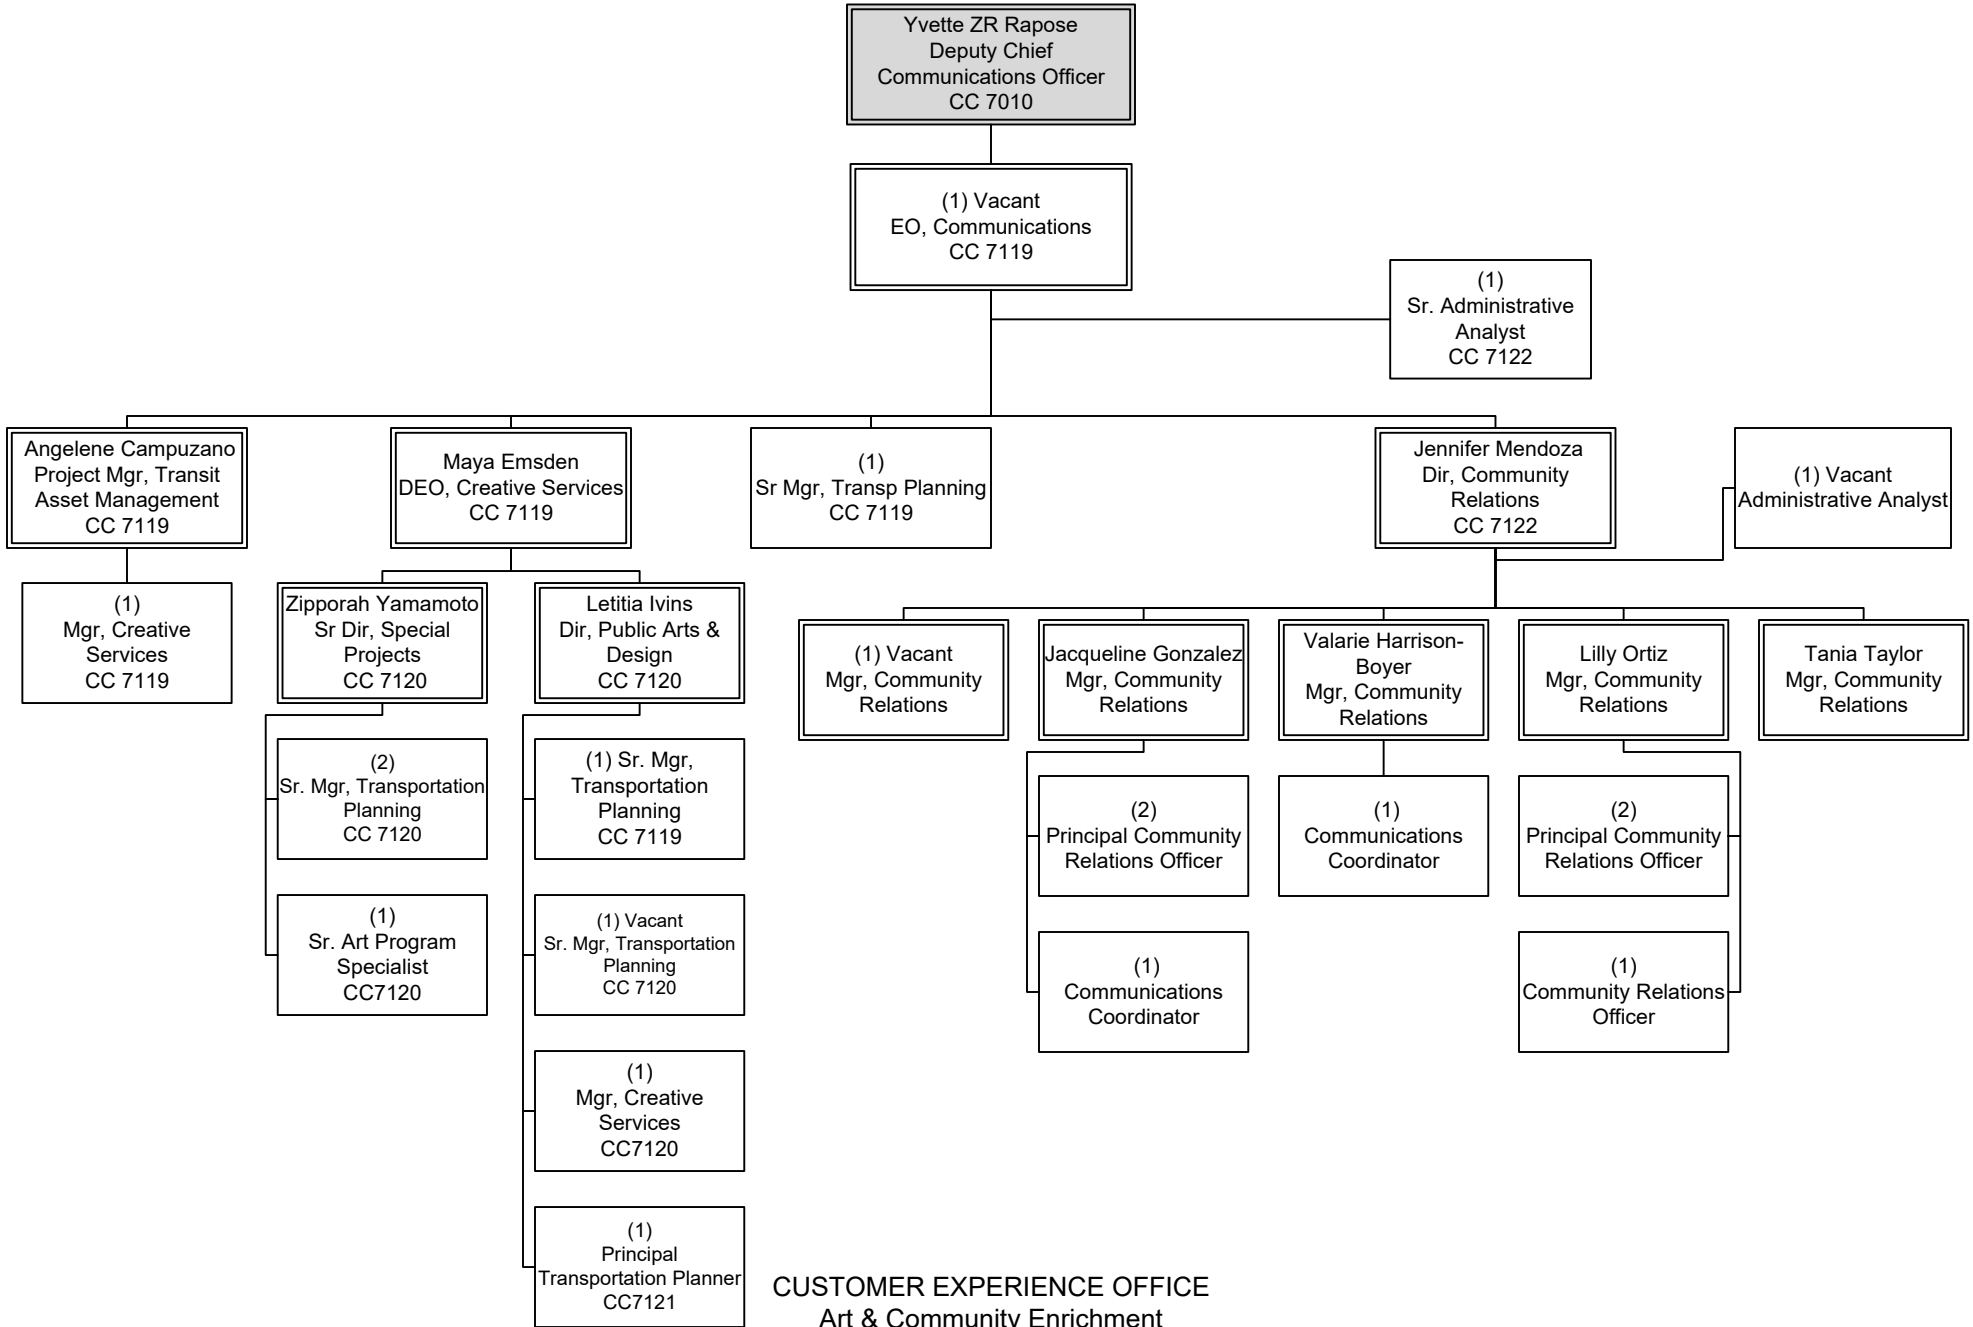 Yvette ZR Rapose
Deputy Chief
Communications Officer
CC 7010
(1) Vacant
EO, Communications
CC 7119
(1)
Sr. Administrative
Analyst
CC 7122
Angelene Campuzano
Project Mgr, Transit
Asset Management
CC 7119
Maya Emsden
DEO, Creative Services
CC 7119
(1)
Sr Mgr, Transp Planning
CC 7119
Jennifer Mendoza
Dir, Community
Relations
CC 7122
(1) Vacant
Administrative Analyst
(1)
Mgr, Creative
Services
CC 7119
Zipporah Yamamoto
Sr Dir, Special
Projects
CC 7120
Letitia Ivins
Dir, Public Arts &
Design
CC 7120
(1) Vacant
Mgr, Community
Relations
Jacqueline Gonzalez
Mgr, Community
Relations
Valarie Harrison-
Boyer
Mgr, Community
Relations
Lilly Ortiz
Mgr, Community
Relations
Tania Taylor
Mgr, Community
Relations
(2)
Sr. Mgr, Transportation
Planning
CC 7120
(1) Sr. Mgr,
Transportation
Planning
CC 7119
(2)
Principal Community
Relations Officer
(1)
Communications
Coordinator
(2)
Principal Community
Relations Officer
(1)
Sr. Art Program
Specialist
CC7120
(1) Vacant
Sr. Mgr, Transportation
Planning
CC 7120
(1)
Communications
Coordinator
(1)
Community Relations
Officer
(1)
Mgr, Creative
Services
CC7120
(1)
Principal
Transportation Planner
CC7121
CUSTOMER EXPERIENCE OFFICE
Art & Community Enrichment